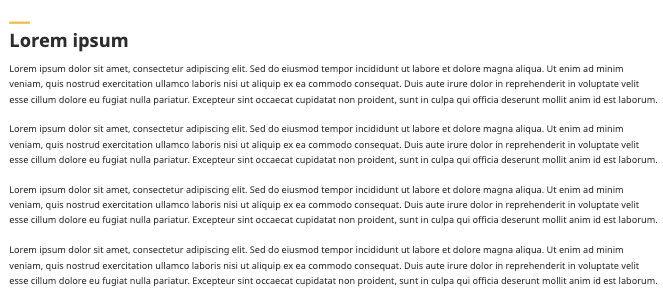 Lorem ipsum
Lorem ipsum dolor sit amet, consectetur adipiscing elit. Sed do eiusmod tempor incididunt ut labore et dolore magna aliqua. Ut enim ad minim
veniam, quis nostrud exercitation ullamco laboris nisi ut aliquip ex ea commodo consequat. Duis aute irure dolor in reprehenderit in voluptate velit
esse cillum dolore eu fugiat nulla pariatur. Excepteur sint occaecat cupidatat non proident, sunt in culpa qui officia deserunt mollit anim id est laborum.
Lorem ipsum dolor sit amet, consectetur adipiscing elit. Sed do eiusmod tempor incididunt ut labore et dolore magna aliqua. Ut enim ad minim
veniam, quis nostrud exercitation ullamco laboris nisi ut aliquip ex ea commodo consequat. Duis aute irure dolor in reprehenderit in voluptate velit
esse cillum dolore eu fugiat nulla pariatur. Excepteur sint occaecat cupidatat non proident, sunt in culpa qui officia deserunt mollit anim id est laborum.
Lorem ipsum dolor sit amet, consectetur adipiscing elit. Sed do eiusmod tempor incididunt ut labore et dolore magna aliqua. Ut enim ad minim
veniam, quis nostrud exercitation ullamco laboris nisi ut aliquip ex ea commodo consequat. Duis aute irure dolor in reprehenderit in voluptate velit
esse cillum dolore eu fugiat nulla pariatur. Excepteur sint occaecat cupidatat non proident, sunt in culpa qui officia deserunt mollit anim id est laborum.
Lorem ipsum dolor sit amet, consectetur adipiscing elit. Sed do eiusmod tempor incididunt ut labore et dolore magna aliqua. Ut enim ad minim
veniam, quis nostrud exercitation ullamco laboris nisi ut aliquip ex ea commodo consequat. Duis aute irure dolor in reprehenderit in voluptate velit
esse cillum dolore eu fugiat nulla pariatur. Excepteur sint occaecat cupidatat non proident, sunt in culpa qui officia deserunt mollit anim id est laborum.